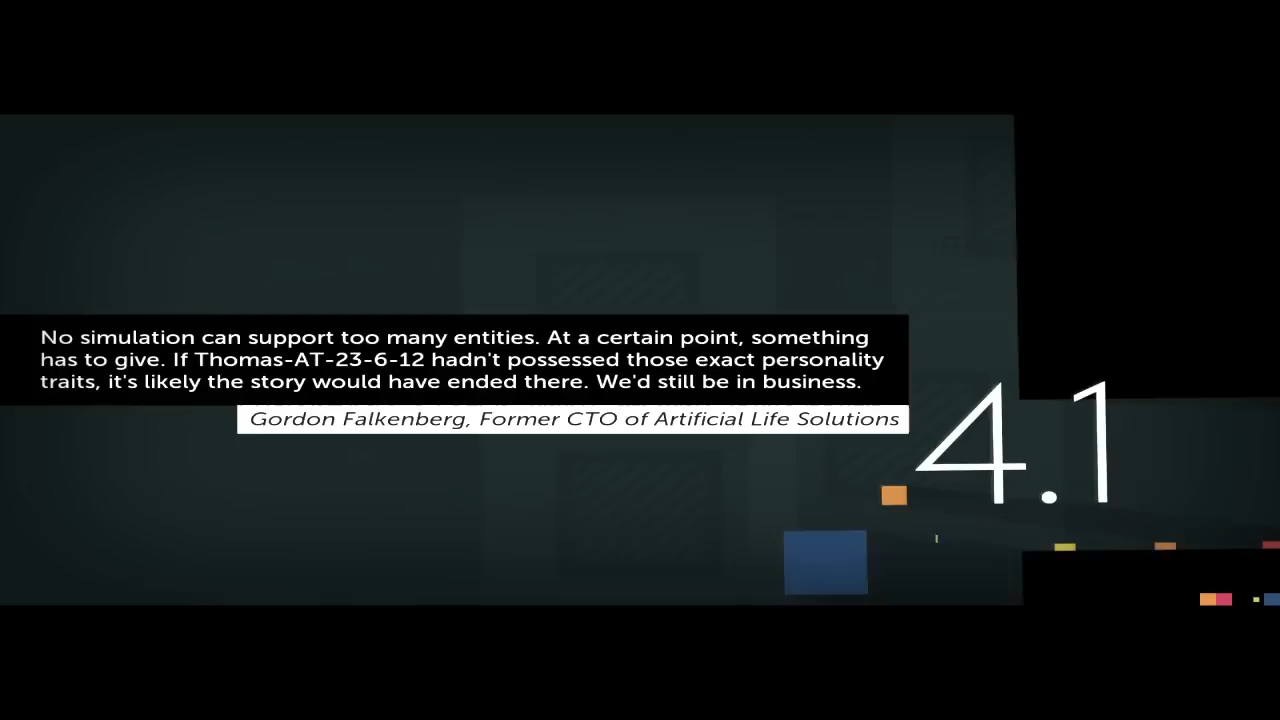 No simulation can support too many entities. At a certain point, something
has to give. If Thomas-AT-23-6-12 hadn't possessed those exact personality
traits, it's likely the story would have ended there. We'd still be in business.
Gordon Falkenberg, Former CTO of Artificial Life Solutions
4.1